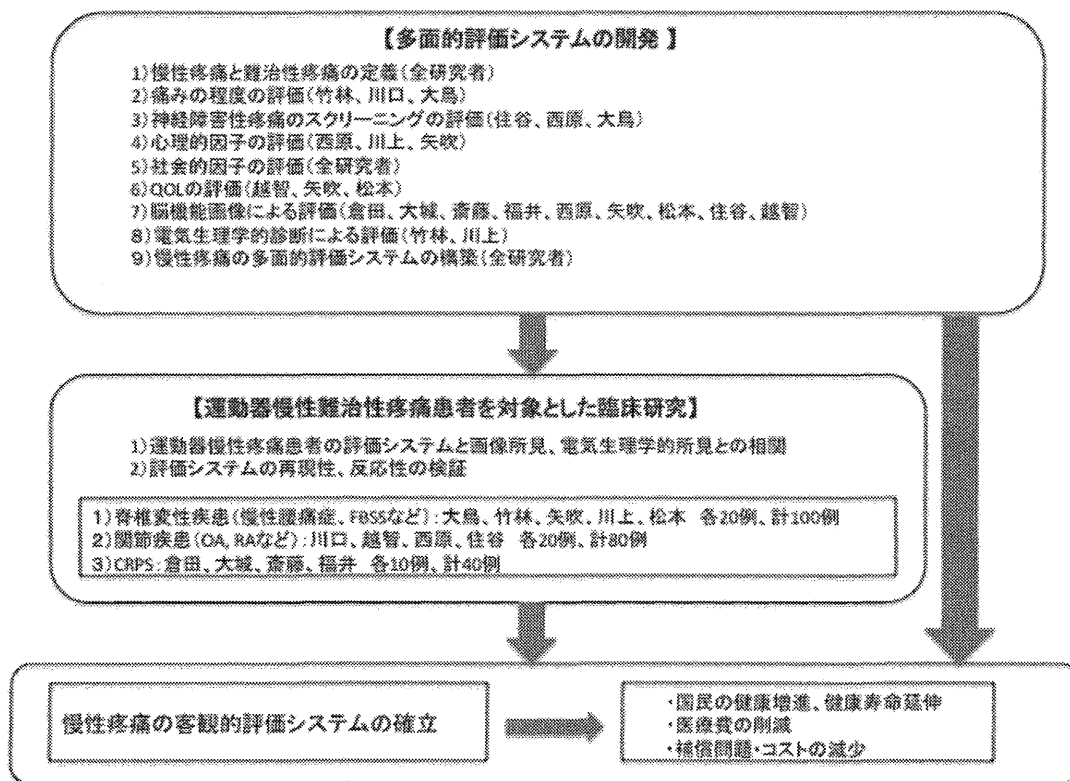 【多面的評価システムの開発】
1)慢性疼痛と難治性疼痛の定義(全研究者)
2)痛みの程度の評価(竹林、川口、大鳥)
3)神経障害性疼痛のスクリーニングの評価(住谷、西原、大鳥)
4)心理的因子の評価(西原、川上、矢吹)
5)社会的因子の評価(全研究者)
6)QOLの評価(越智、矢吹、松本)
7)脳機能画像による評価(倉田、大城、斎藤、福井、西原、矢吹、松本、住谷、越智)
8)電気生理学的診断による評価(竹林、川上)
9)慢性疼痛の多面的評価システムの構築(全研究者)
【運動器慢性難治性疼痛患者を対象とした臨床研究】
1)運動器慢性疼痛患者の評価システムと画像所見、電気生理学的所見との相関
2)評価システムの再現性、反応性の検証
1)脊椎変性疾患(慢性腰痛症、FBSSなど):大鳥、竹林、矢吹、川上、松本 各20例、計100例
2)関節疾患(OA, RAなど):川口、越智、西原、住谷 各20例、計80例
3)CRPS:倉田、大城、斎藤、福井 各10例、計40例
慢性疼痛の客観的評価システムの確立
・国民の健康増進、健康寿命延伸
・医療費の削減
・補償問題・コストの減少